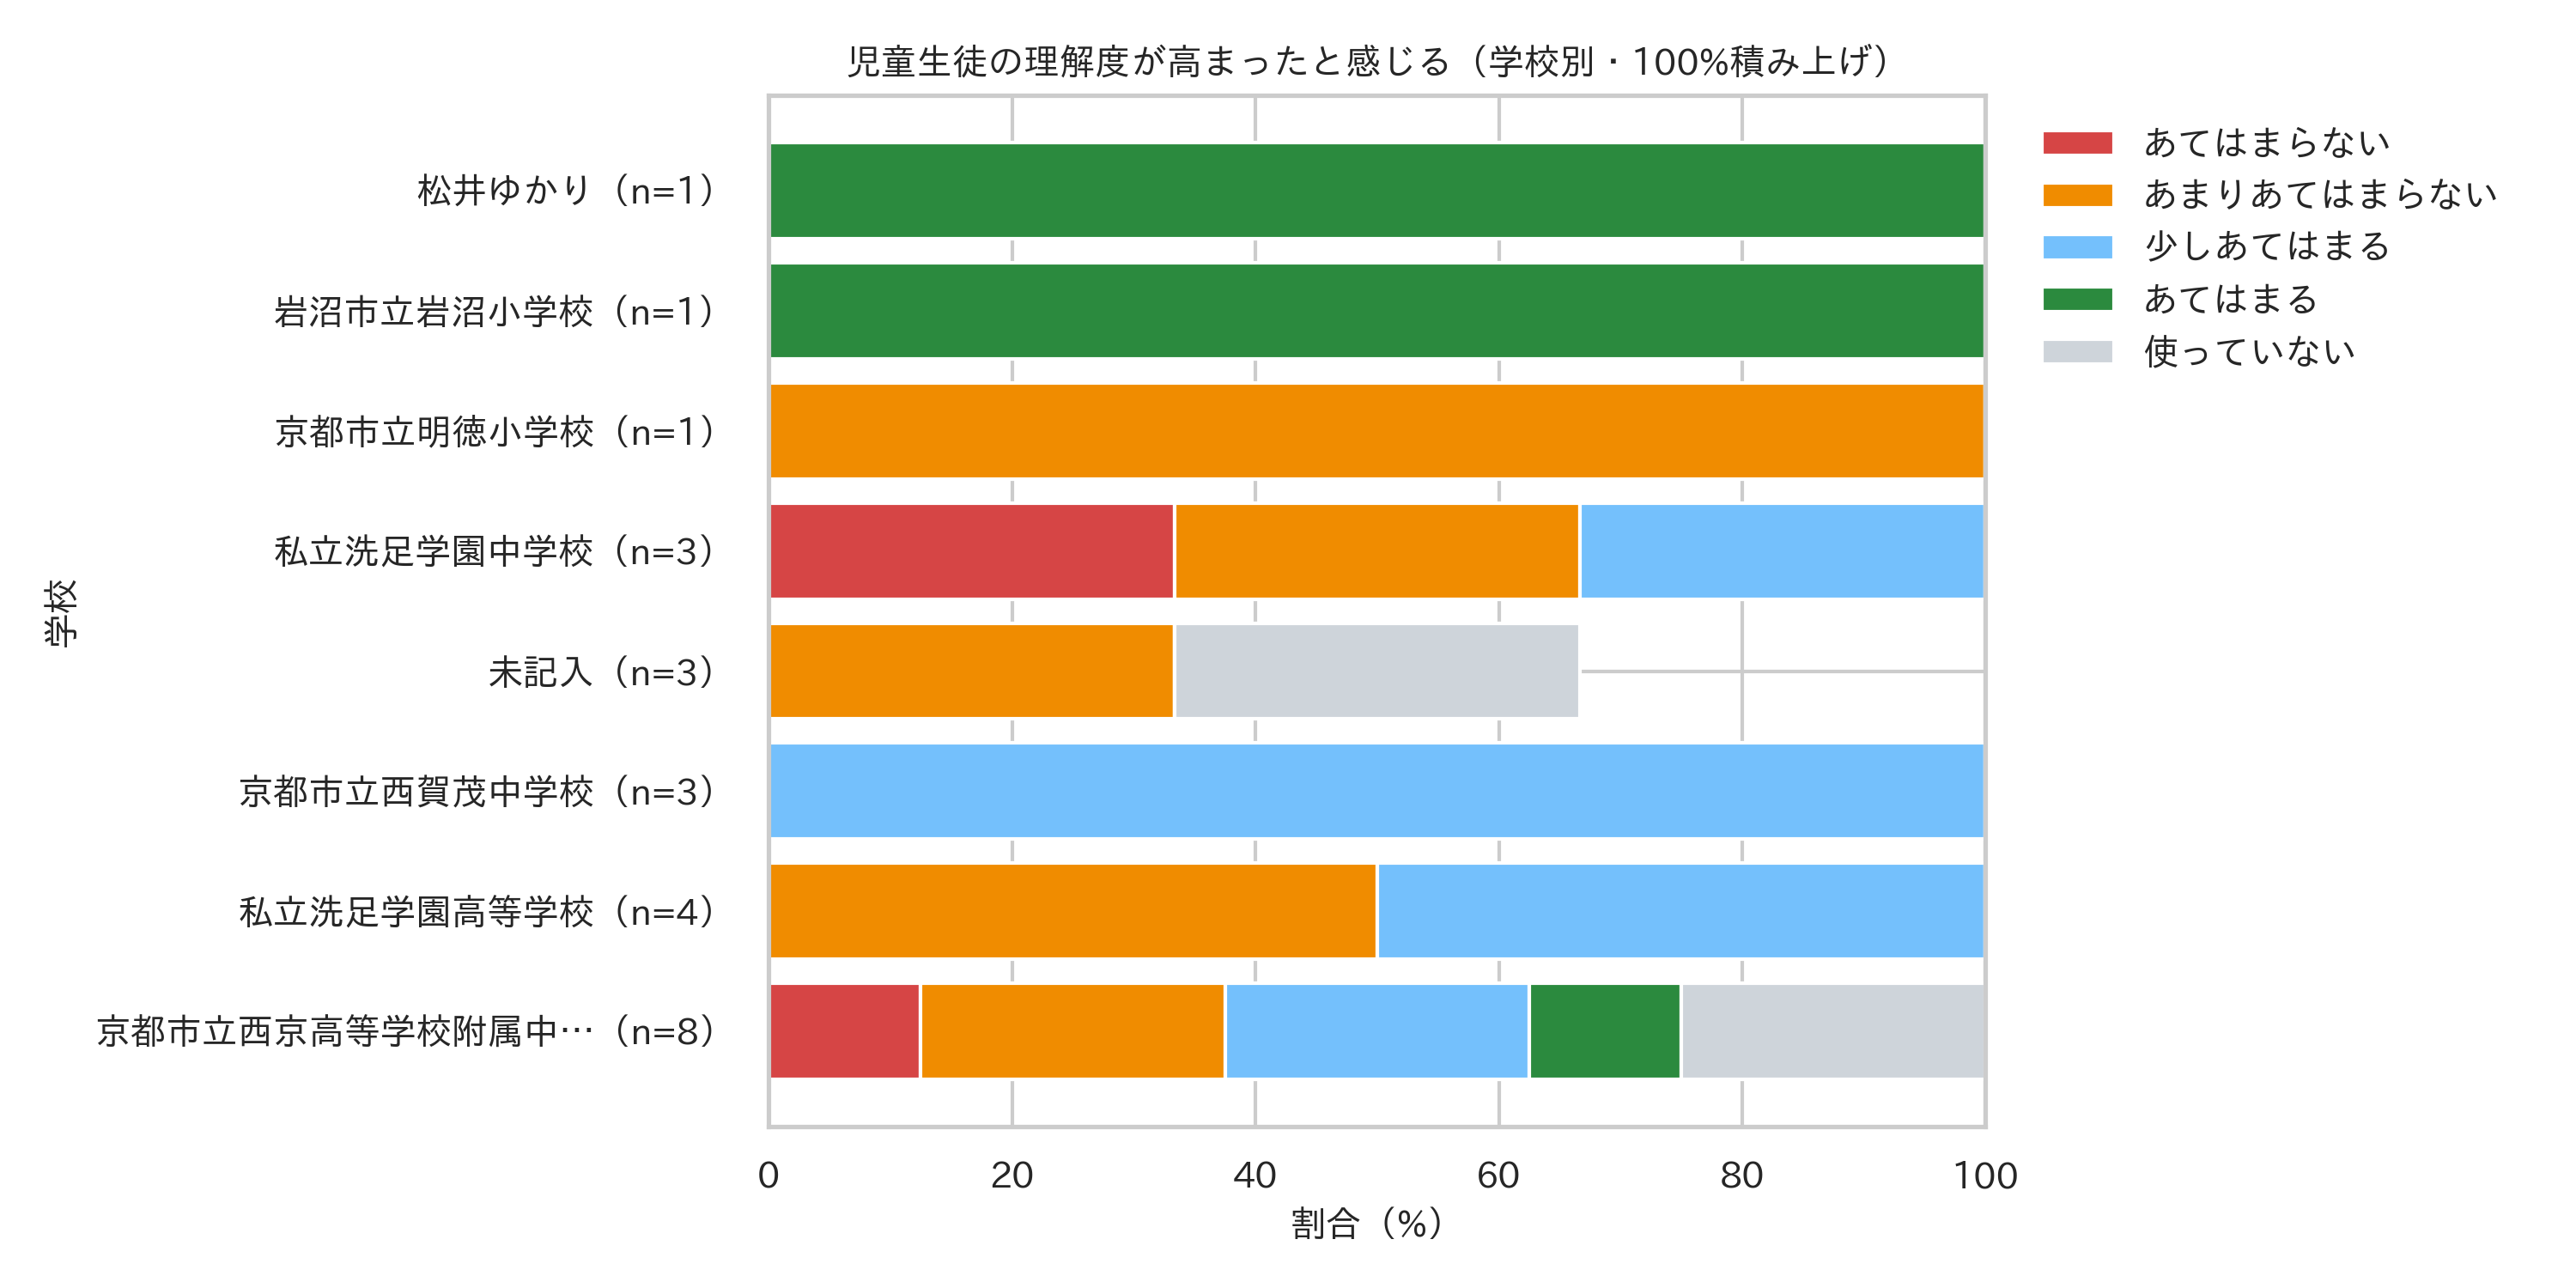 児童生徒の理解度が高まったと感じる（学校別・100%積み上げ）
あてはまらない
あまりあてはまらない
少しあてはまる
あてはまる
使っていない
学校
松井ゆかり（n=1）
岩沼市立岩沼小学校（n=1）
京都市立明徳小学校（n=1）
私立洗足学園中学校（n=3）
未記入（n=3）
京都市立西賀茂中学校（n=3）
私立洗足学園高等学校（n=4）
京都市立西京高等学校附属中…（n=8）
0 20 40 60 80 100
割合（%）